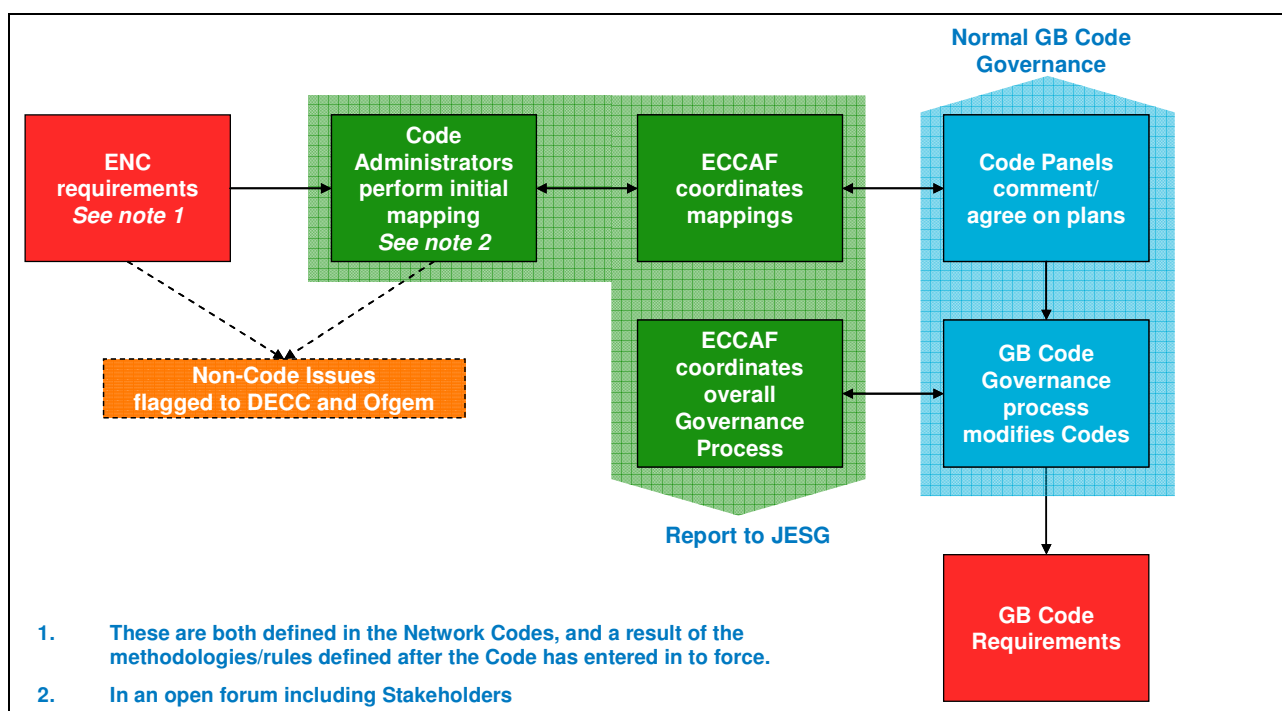 Normal GB Code
Governance
ENC
requirements
See note 1
Code
Administrators
perform initial
mapping
See note 2
ECCAF
coordinates
mappings
Code Panels
comment/
agree on plans
Non-Code Issues
flagged to DECC and Ofgem
ECCAF
coordinates
overall
Governance
Process
GB Code
Governance
process
modifies Codes
Report to JESG
GB Code
Requirements
1. These are both defined in the Network Codes, and a result of the
methodologies/rules defined after the Code has entered in to force.
2. In an open forum including Stakeholders